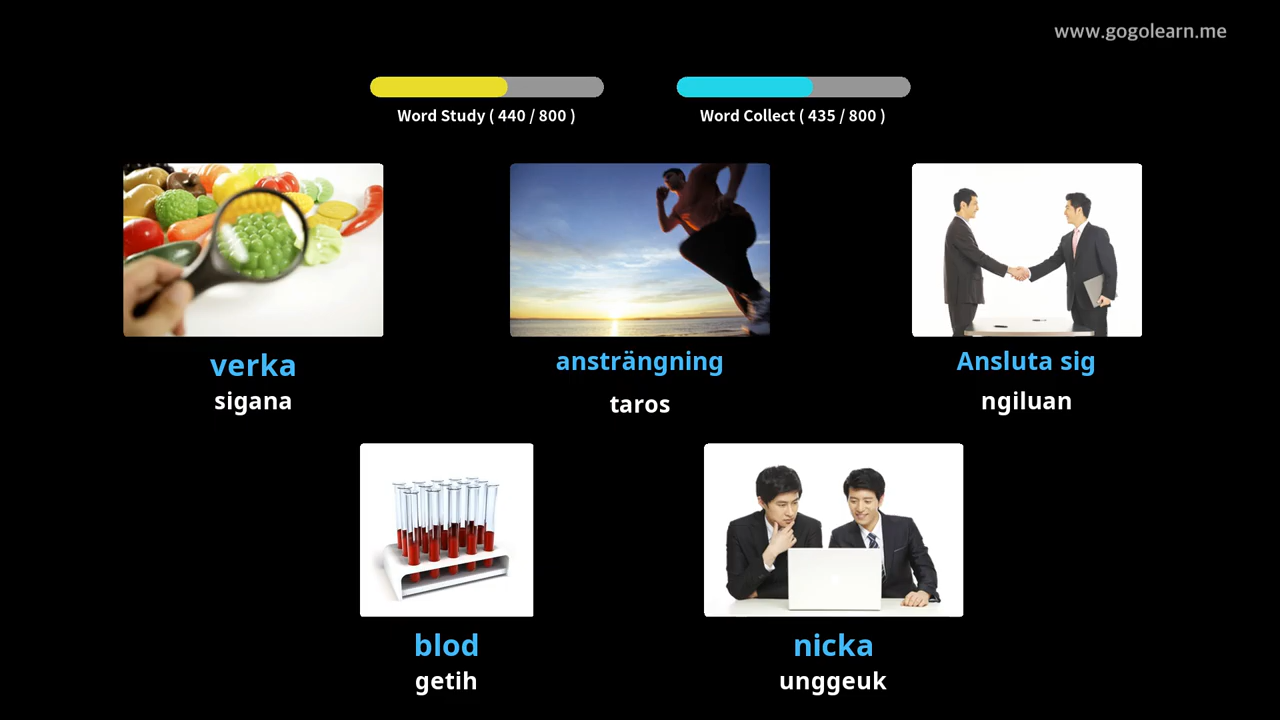 www.gogolearn.me
Word Study ( 440 / 800 )
Word Collect ( 435 / 800 )
verka
sigana
ansträngning
taros
Ansluta sig
ngiluan
blod
getih
nicka
unggeuk